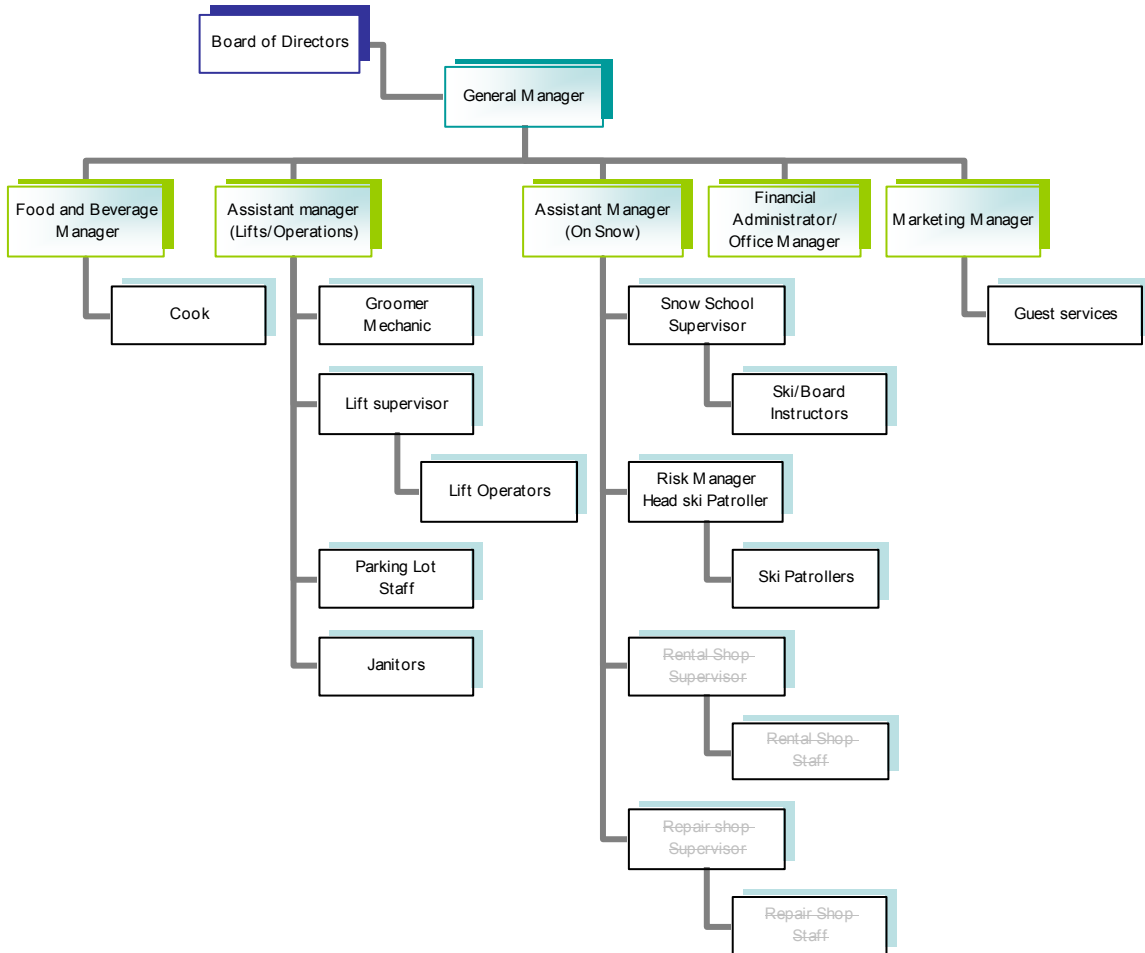 Board of Directors
General Manager
Food and Beverage
Manager
Assistant manager
(Lifts/Operations)
Assistant Manager
(On Snow)
Financial
Administrator/
Office Manager
Marketing Manager
Cook
Groomer
Mechanic
Lift supervisor
Lift Operators
Parking Lot
Staff
Janitors
Snow School
Supervisor
Ski/Board
Instructors
Risk Manager
Head ski Patroller
Ski Patrollers
Rental Shop
Supervisor
Rental Shop
Staff
Repair shop
Supervisor
Repair Shop
Staff
Guest services